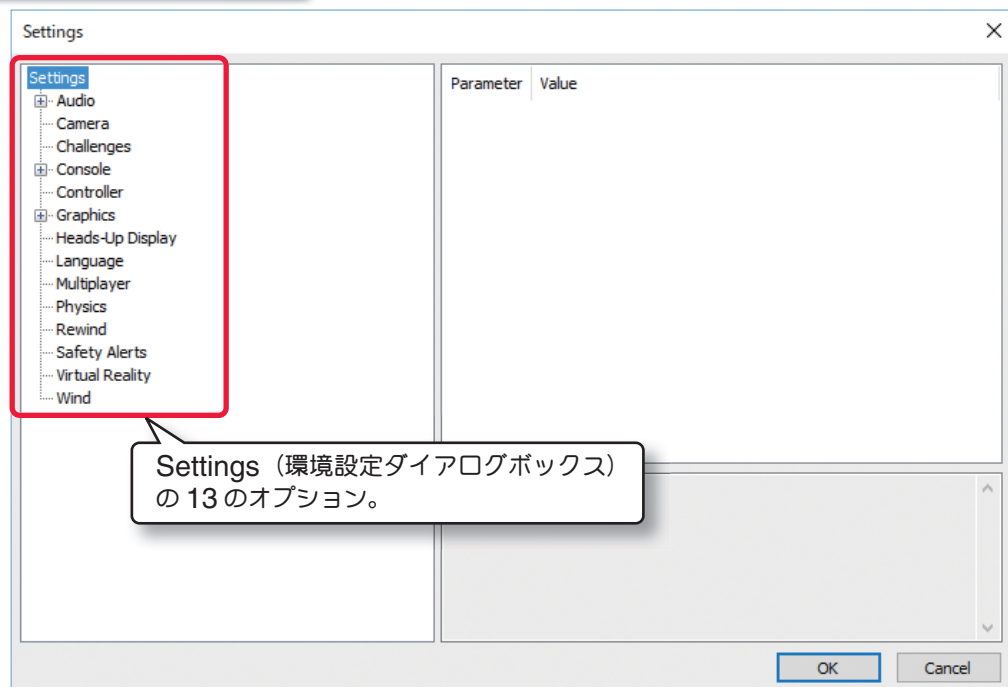 Settings
Settings
Audio
Camera
Challenges
Console
Controller
Graphics
Heads-Up Display
Language
Multiplayer
Physics
Rewind
Safety Alerts
Virtual Reality
Wind
Parameter Value
Settings（環境設定ダイアログボックス）
の 13 のオプション。
OK Cancel